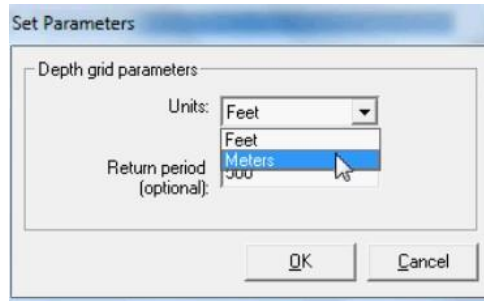 Set Parameters
Depth grid parameters
Units: Feet
Feet
Meters
Return period
(optional): 500
OK Cancel